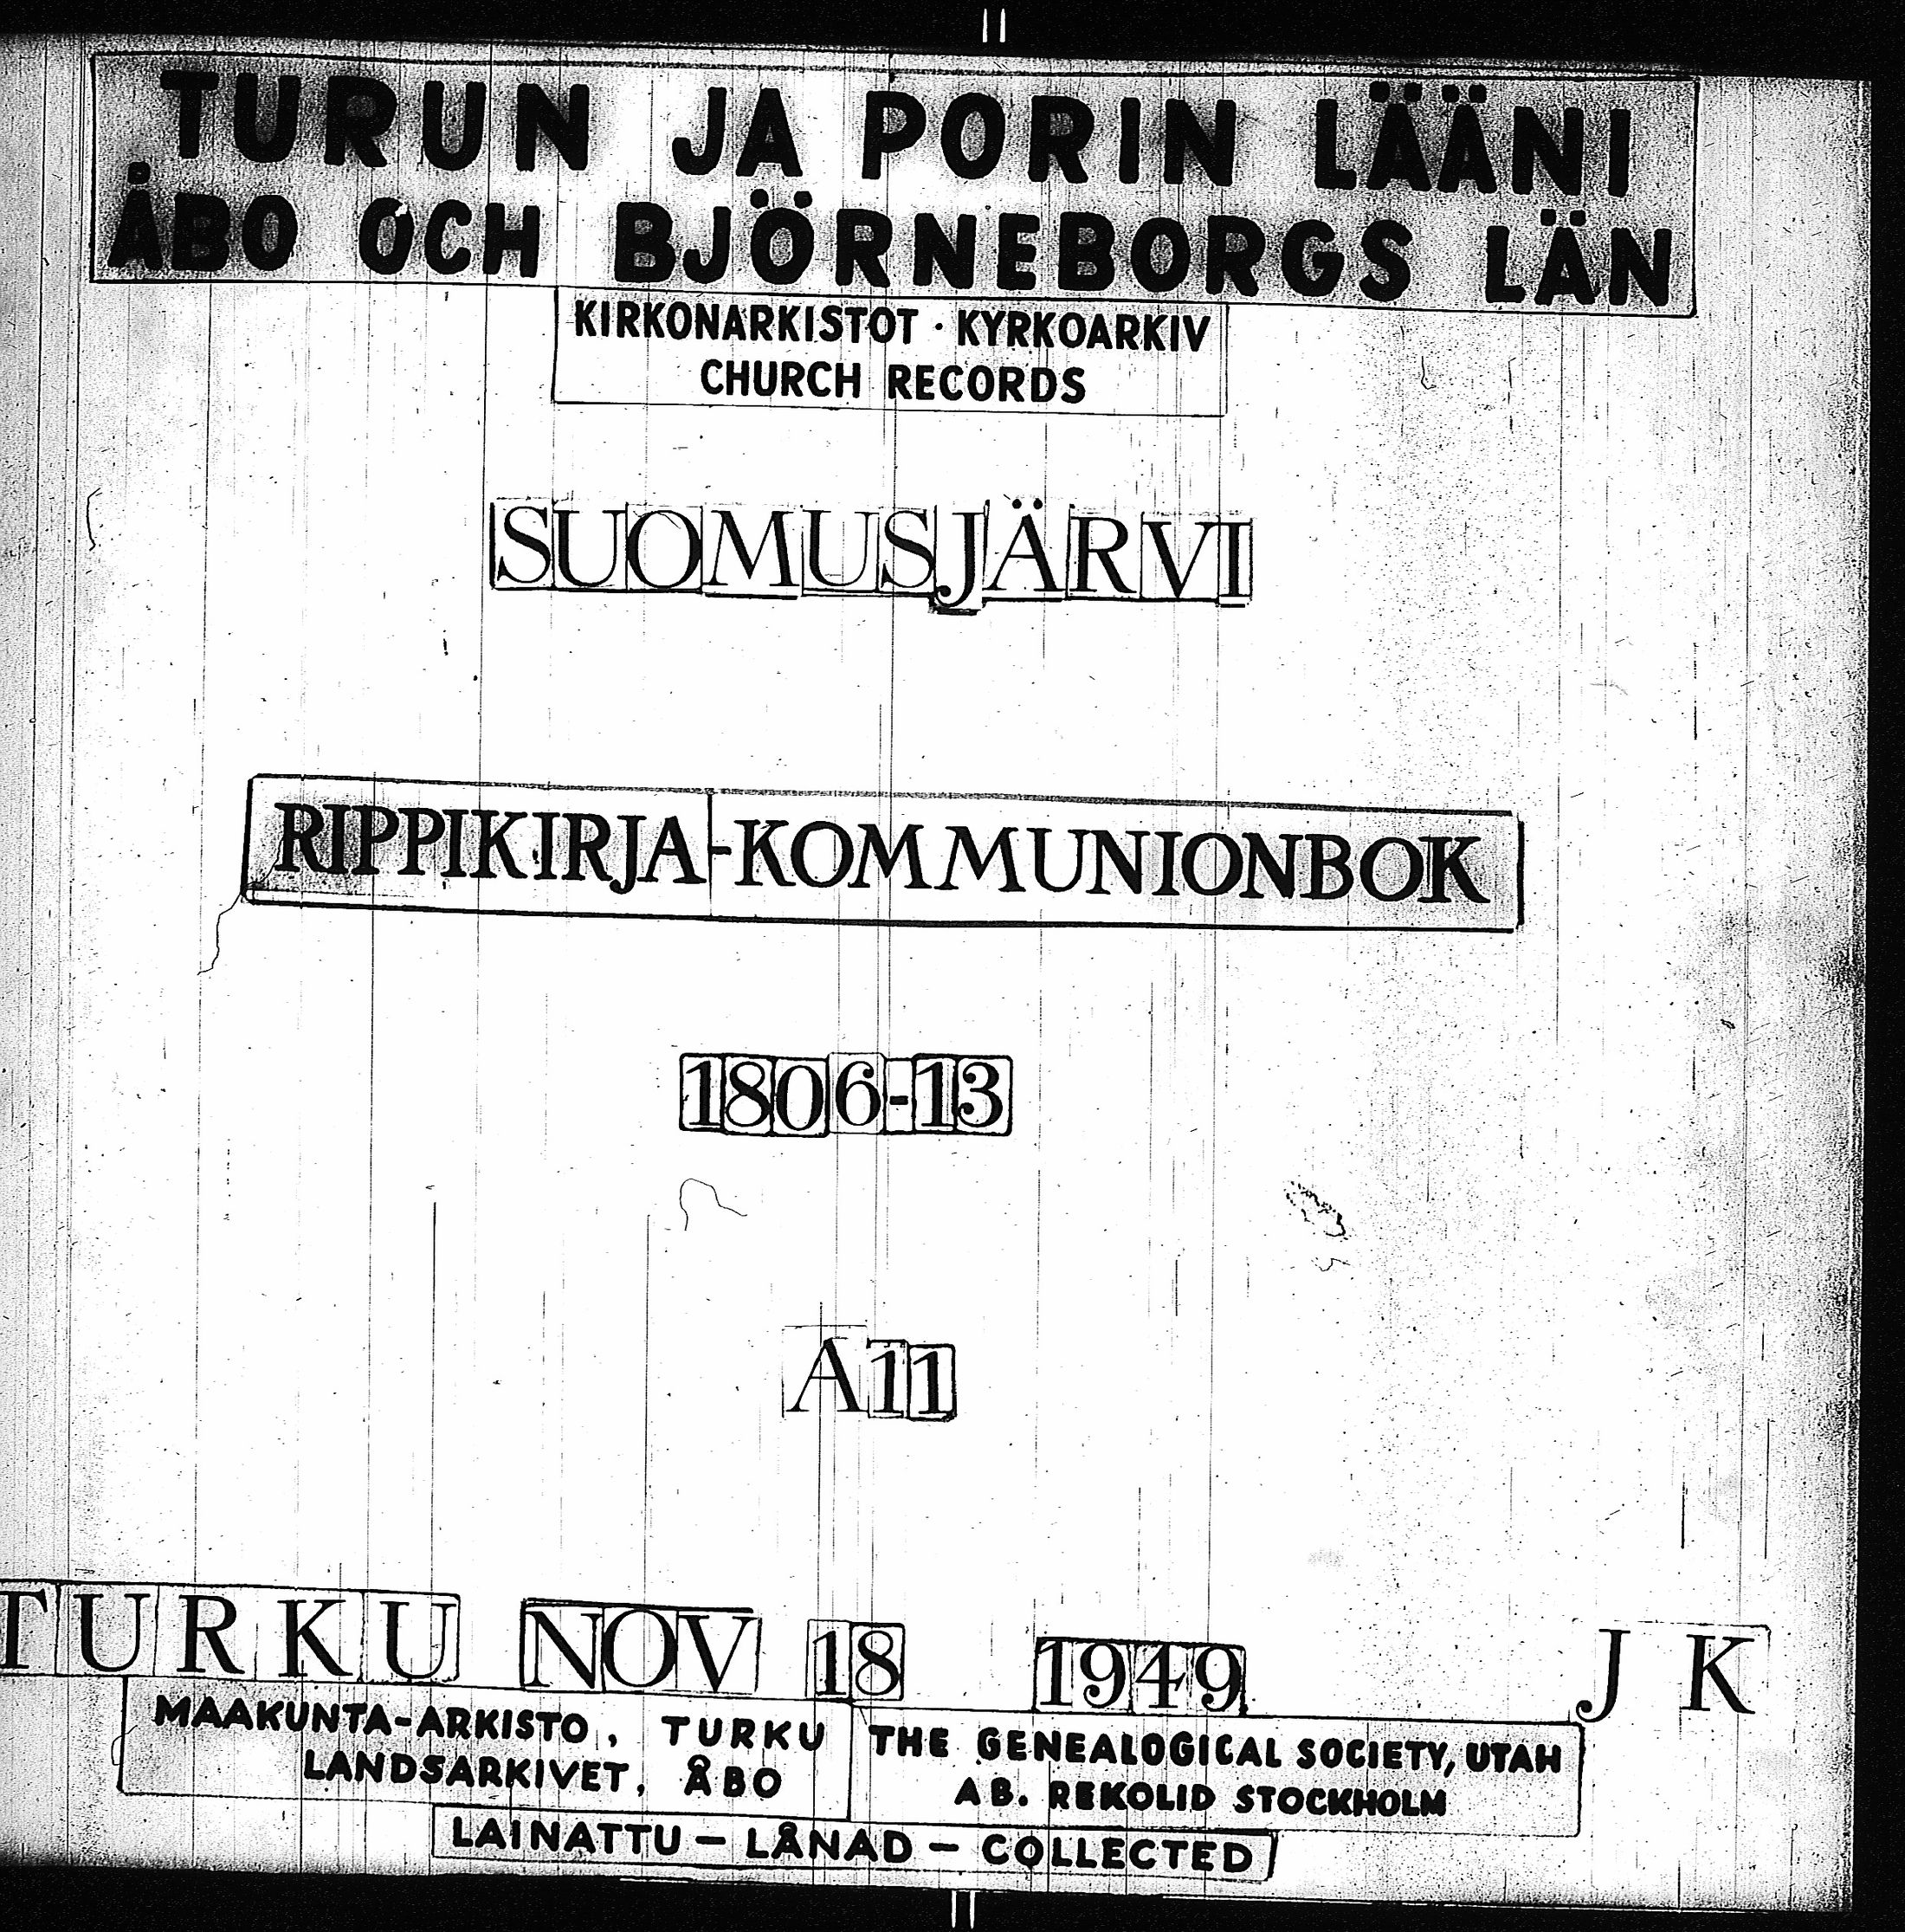 TURUN JA PORIN LÄÄNI
ÅBO OCH BJÖRNEBORGS LÄN
KIRKONARKISTOT · KYRKOARKIV
CHURCH RECORDS
SUOMUSJÄRVI
RIPPIKIRJA-KOMMUNIONBOK
1806-13
A11
TURKU NOV 18 1949 J K
MAAKUNTA-ARKISTO, TURKU
LANDSARKIVET, ÅBO
THE GENEALOGICAL SOCIETY, UTAH
AB. REKOLID STOCKHOLM
LAINATTU – LÅNAD – COLLECTED